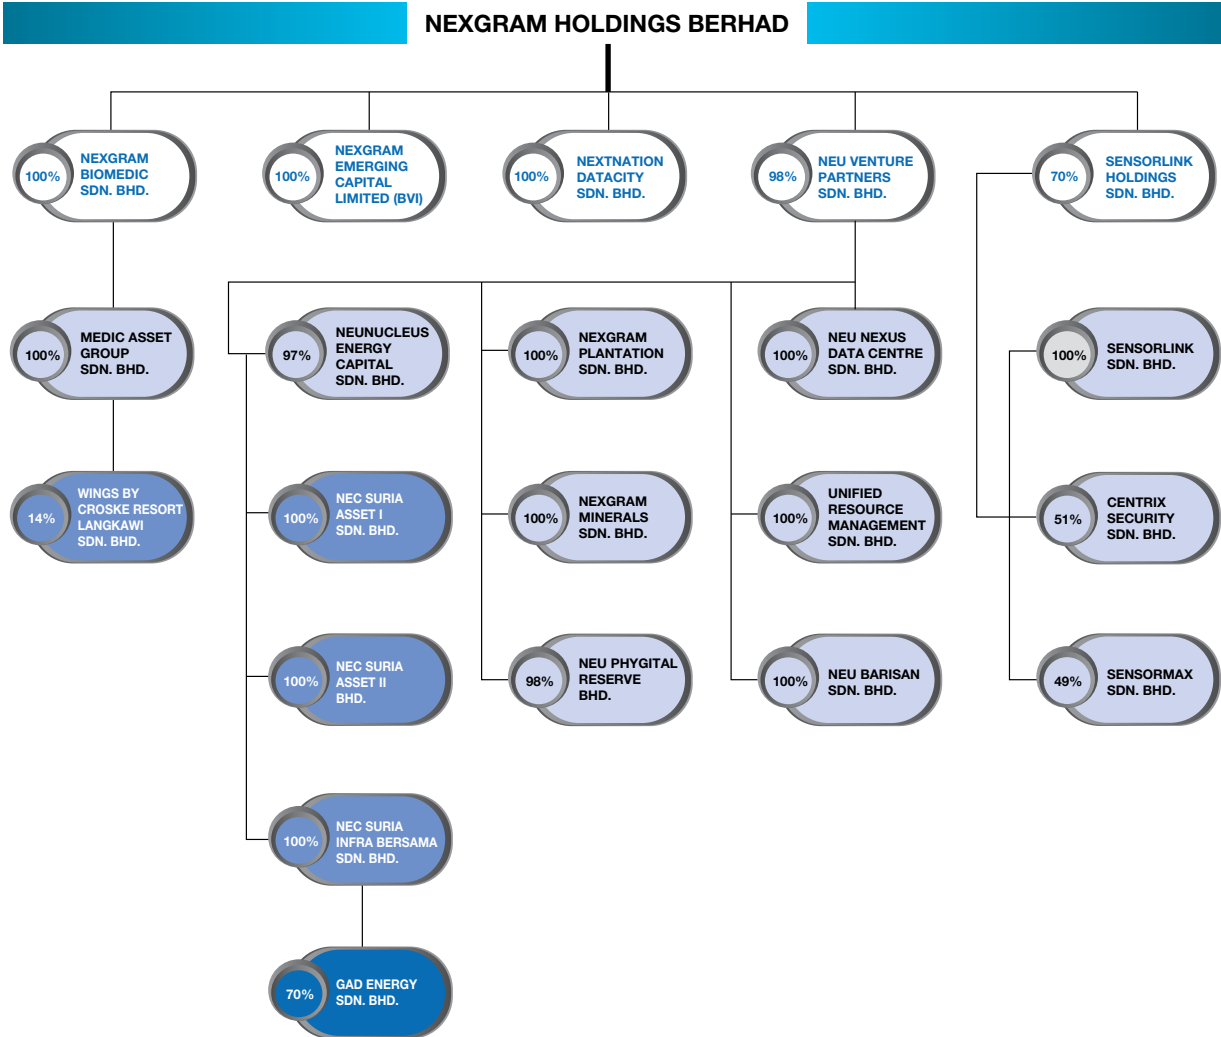 NEXGRAM HOLDINGS BERHAD
100%
NEXGRAM
BIOMEDIC
SDN. BHD.
100%
NEXGRAM
EMERGING
CAPITAL
LIMITED (BVI)
100%
NEXTNATION
DATACITY
SDN. BHD.
98%
NEU VENTURE
PARTNERS
SDN. BHD.
70%
SENSORLINK
HOLDINGS
SDN. BHD.
100%
MEDIC ASSET
GROUP
SDN. BHD.
97%
NEUNUCLEUS
ENERGY
CAPITAL
SDN. BHD.
100%
NEXGRAM
PLANTATION
SDN. BHD.
100%
NEU NEXUS
DATA CENTRE
SDN. BHD.
100%
SENSORLINK
SDN. BHD.
14%
WINGS BY
CROSKE RESORT
LANGKAWI
SDN. BHD.
100%
NEC SURIA
ASSET I
SDN. BHD.
100%
NEXGRAM
MINERALS
SDN. BHD.
100%
UNIFIED
RESOURCE
MANAGEMENT
SDN. BHD.
51%
CENTRIX
SECURITY
SDN. BHD.
100%
NEC SURIA
ASSET II
BHD.
98%
NEU PHYGITAL
RESERVE
BHD.
100%
NEU BARISAN
SDN. BHD.
49%
SENSORMAX
SDN. BHD.
100%
NEC SURIA
INFRA BERSAMA
SDN. BHD.
70%
GAD ENERGY
SDN. BHD.